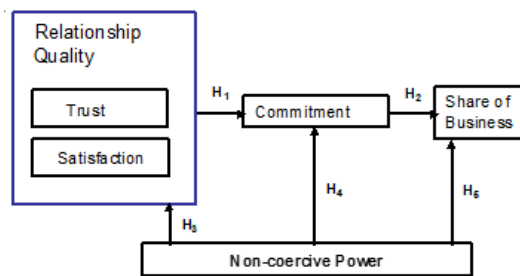 Relationship
Quality
Trust
Satisfaction
H1
Commitment
H2
Share of
Business
H3
H4
H5
Non-coercive Power